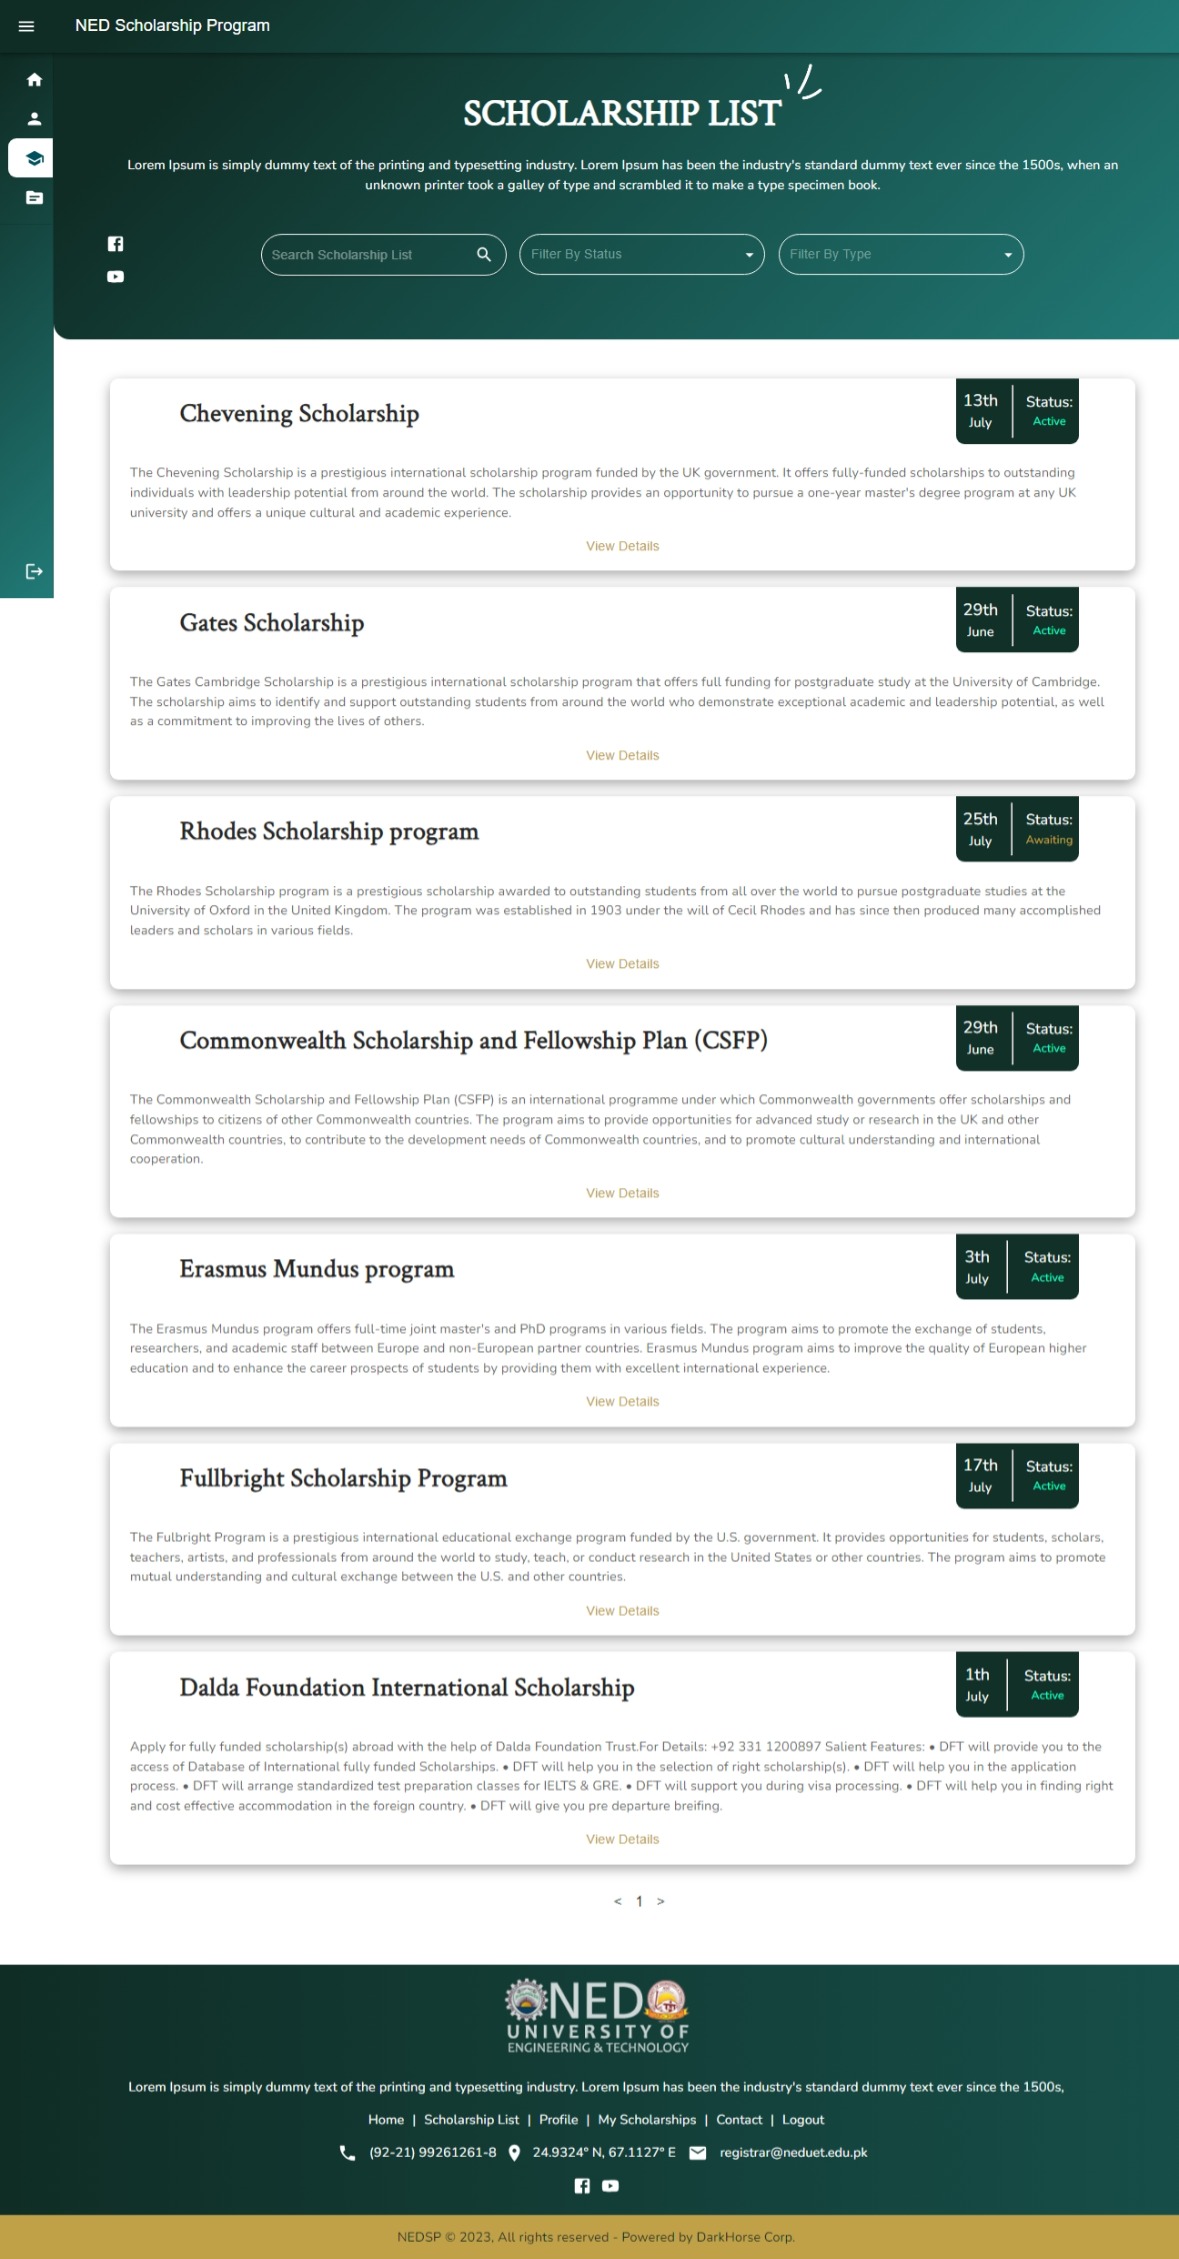 NED Scholarship Program
SCHOLARSHIP LIST
Lorem Ipsum is simply dummy text of the printing and typesetting industry. Lorem Ipsum has been the industry's standard dummy text ever since the 1500s, when an
unknown printer took a galley of type and scrambled it to make a type specimen book.
Search Scholarship List
Filter By Status
Filter By Type
Chevening Scholarship
13th
July
Status:
Active
The Chevening Scholarship is a prestigious international scholarship program funded by the UK government. It offers fully-funded scholarships to outstanding
individuals with leadership potential from around the world. The scholarship provides an opportunity to pursue a one-year master's degree program at any UK
university and offers a unique cultural and academic experience.
View Details
Gates Scholarship
29th
June
Status:
Active
The Gates Cambridge Scholarship is a prestigious international scholarship program that offers full funding for postgraduate study at the University of Cambridge.
The scholarship aims to identify and support outstanding students from around the world who demonstrate exceptional academic and leadership potential, as well
as a commitment to improving the lives of others.
View Details
Rhodes Scholarship program
25th
July
Status:
Awaiting
The Rhodes Scholarship program is a prestigious scholarship awarded to outstanding students from all over the world to pursue postgraduate studies at the
University of Oxford in the United Kingdom. The program was established in 1903 under the will of Cecil Rhodes and has since then produced many accomplished
leaders and scholars in various fields.
View Details
Commonwealth Scholarship and Fellowship Plan (CSFP)
29th
June
Status:
Active
The Commonwealth Scholarship and Fellowship Plan (CSFP) is an international programme under which Commonwealth governments offer scholarships and
fellowships to citizens of other Commonwealth countries. The program aims to provide opportunities for advanced study or research in the UK and other
Commonwealth countries, to contribute to the development needs of Commonwealth countries, and to promote cultural understanding and international
cooperation.
View Details
Erasmus Mundus program
3th
July
Status:
Active
The Erasmus Mundus program offers full-time joint master's and PhD programs in various fields. The program aims to promote the exchange of students,
researchers, and academic staff between Europe and non-European partner countries. Erasmus Mundus program aims to improve the quality of European higher
education and to enhance the career prospects of students by providing them with excellent international experience.
View Details
Fullbright Scholarship Program
17th
July
Status:
Active
The Fulbright Program is a prestigious international educational exchange program funded by the U.S. government. It provides opportunities for students, scholars,
teachers, artists, and professionals from around the world to study, teach, or conduct research in the United States or other countries. The program aims to promote
mutual understanding and cultural exchange between the U.S. and other countries.
View Details
Dalda Foundation International Scholarship
1th
July
Status:
Active
Apply for fully funded scholarship(s) abroad with the help of Dalda Foundation Trust.For Details: +92 331 1200897 Salient Features: • DFT will provide you to the
access of Database of International fully funded Scholarships. • DFT will help you in the selection of right scholarship(s). • DFT will help you in the application
process. • DFT will arrange standardized test preparation classes for IELTS & GRE. • DFT will support you during visa processing. • DFT will help you in finding right
and cost effective accommodation in the foreign country. • DFT will give you pre departure breifing.
View Details
< 1 >
NED
UNIVERSITY OF
ENGINEERING & TECHNOLOGY
Lorem Ipsum is simply dummy text of the printing and typesetting industry. Lorem Ipsum has been the industry's standard dummy text ever since the 1500s,
Home | Scholarship List | Profile | My Scholarships | Contact | Logout
(92-21) 99261261-8 24.9324° N, 67.1127° E registrar@neduet.edu.pk
NEDSP © 2023, All rights reserved - Powered by DarkHorse Corp.